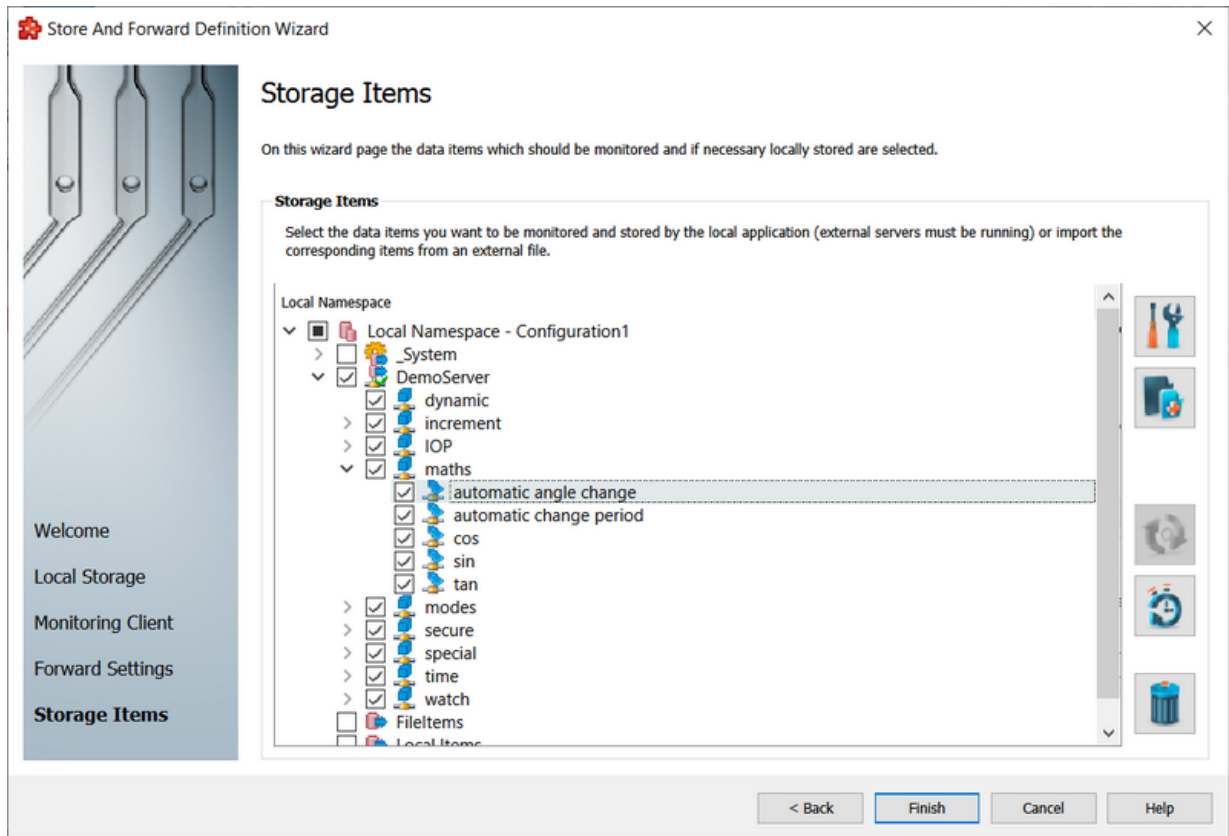 Store And Forward Definition Wizard
Storage Items
On this wizard page the data items which should be monitored and if necessary locally stored are selected.
Storage Items
Select the data items you want to be monitored and stored by the local application (external servers must be running) or import the
corresponding items from an external file.
Local Namespace
Local Namespace - Configuration1
_System
DemoServer
dynamic
increment
IOP
maths
automatic angle change
automatic change period
cos
sin
tan
modes
secure
special
time
watch
FileItems
Local Items
Welcome
Local Storage
Monitoring Client
Forward Settings
Storage Items
< Back
Finish
Cancel
Help